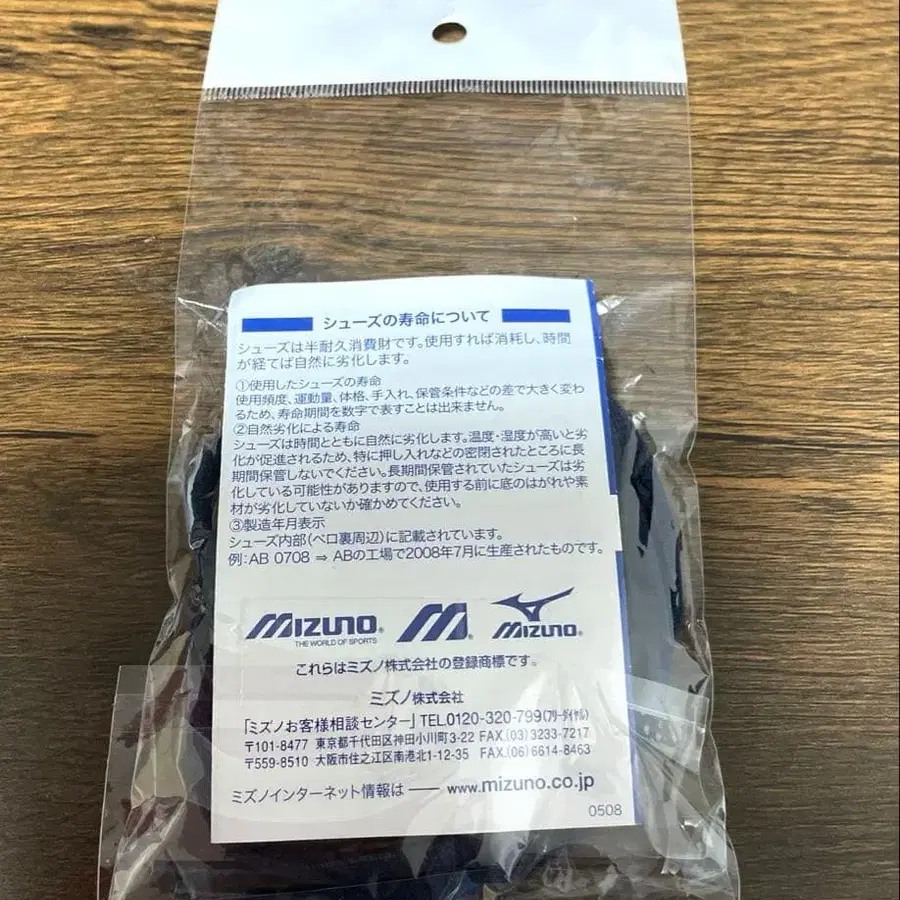 シューズの寿命について
シューズは半耐久消費財です。使用すれば消耗し、時間
が経てば自然に劣化します。
①使用したシューズの寿命
使用頻度、運動量、体格、手入れ、保管条件などの差で大きく変わ
るため、寿命期間を数字で表すことは出来ません。
②自然劣化による寿命
シューズは時間とともに自然に劣化します。温度・湿度が高いと劣
化が促進されるため、特に押し入れなどの密閉されたところに長
期間保管しないでください。長期間保管されていたシューズは劣
化している可能性がありますので、使用する前に底のはがれや素
材が劣化していないか確かめてください。
③製造年月表示
シューズ内部(ベロ裏周辺)に記載されています。
例:AB 0708 ⇒ ABの工場で2008年7月に生産されたものです。
MIZUNO® M® MIZUNO®
THE WORLD OF SPORTS
これらはミズノ株式会社の登録商標です。
ミズノ株式会社
「ミズノお客様相談センター」TEL.0120-320-799(フリーダイヤル)
〒101-8477 東京都千代田区神田小川町3-22 FAX.(03)3233-7217
〒559-8510 大阪市住之江区南港北1-12-35 FAX.(06)6614-8463
ミズノインターネット情報は —— www.mizuno.co.jp
0508